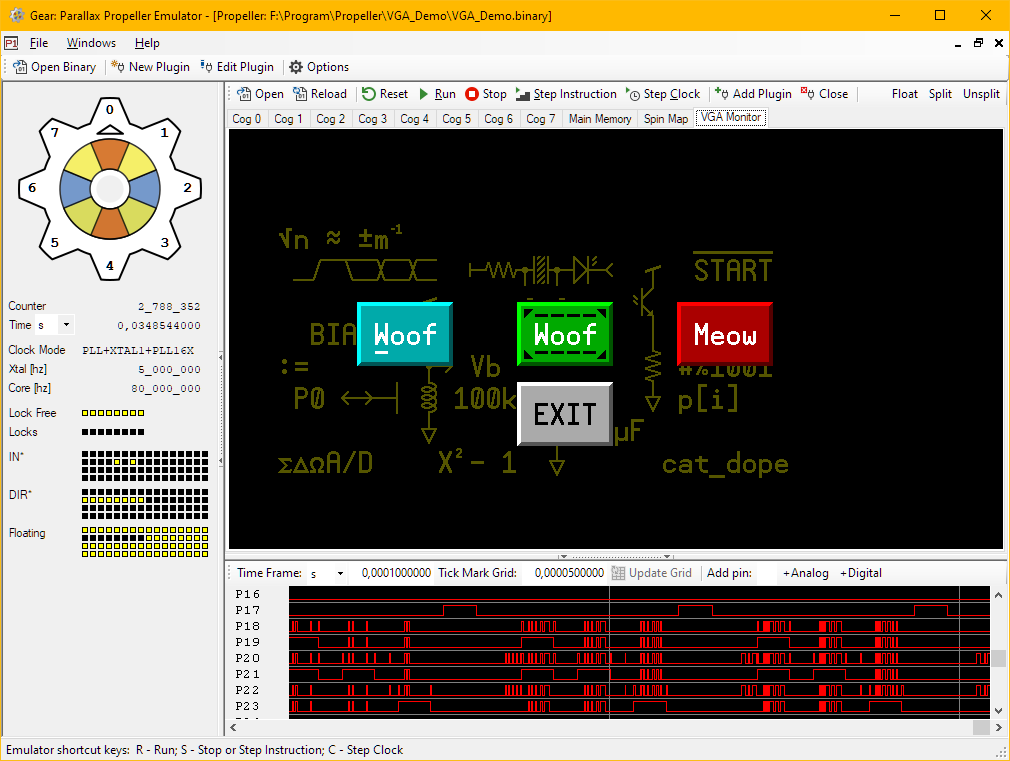 Gear: Parallax Propeller Emulator - [Propeller: F:\Program\Propeller\VGA_Demo\VGA_Demo.binary]
P1 File Windows Help
Open Binary New Plugin Edit Plugin Options
Open Reload Reset Run Stop Step Instruction Step Clock Add Plugin Close Float Split Unsplit
Cog 0 Cog 1 Cog 2 Cog 3 Cog 4 Cog 5 Cog 6 Cog 7 Main Memory Spin Map VGA Monitor
0
7 1
6 2
5 3
4
Counter 2_788_352
Time s 0,0348544000
Clock Mode PLL+XTAL1+PLL16X
Xtal [hz] 5_000_000
Core [hz] 80_000_000
Lock Free
Locks
IN*
DIR*
Floating
√n ≈ ±m⁻¹
START
BIA
Woof Woof Meow
:= Vb #%1001
P0 100k p[i]
EXIT
µF
ΣΔΩA/D X² - 1 cat_dope
Time Frame: s 0,0001000000 Tick Mark Grid: 0,0000500000 Update Grid Add pin: +Analog +Digital
P16
P17
P18
P19
P20
P21
P22
P23
Emulator shortcut keys: R - Run; S - Stop or Step Instruction; C - Step Clock